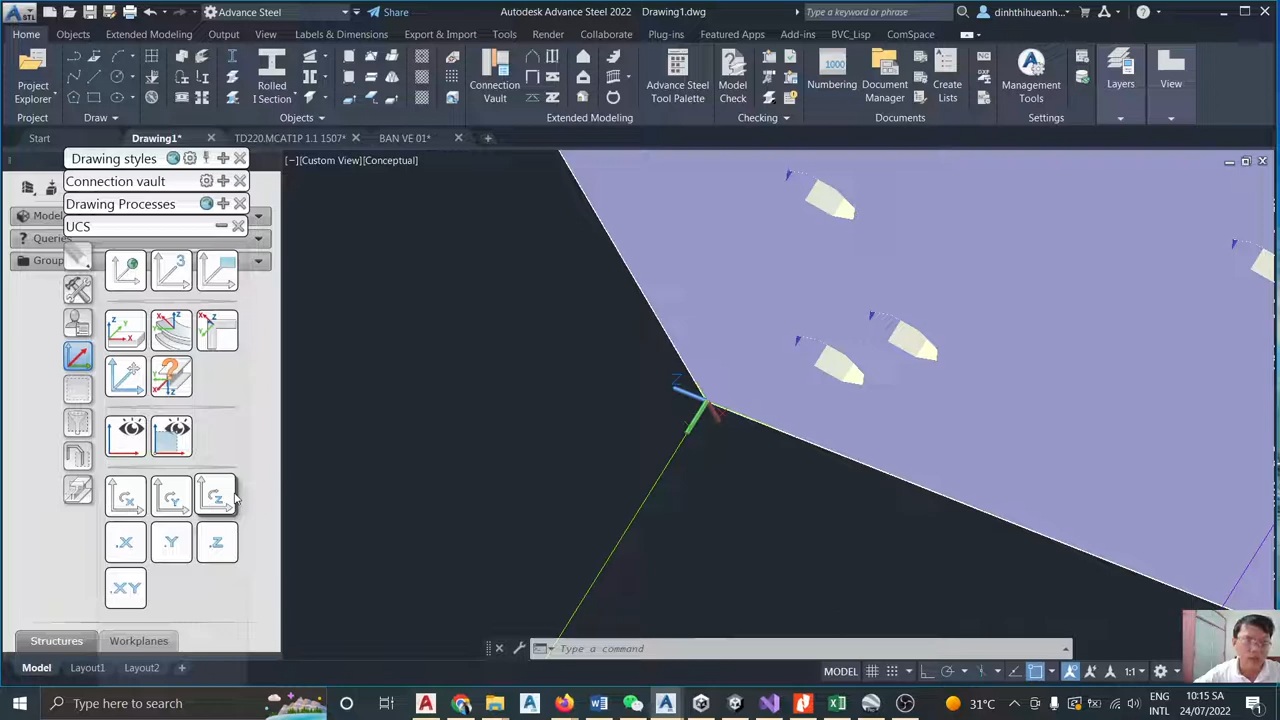 Advance Steel
Share
Autodesk Advance Steel 2022 Drawing1.dwg
Type a keyword or phrase
dinhthihueanh...
Home Objects Extended Modeling Output View Labels & Dimensions Export & Import Tools Render Collaborate Plug-ins Featured Apps Add-ins BVC_Lisp ComSpace
Project Explorer
Rolled I Section
Connection Vault
Advance Steel Tool Palette
Model Check
1000
Numbering
Document Manager
Create Lists
Management Tools
Layers
View
Project Draw Objects Extended Modeling Checking Documents Settings
Start Drawing1* TD220.MCAT1P 1.1 1507* BAN VE 01*
Drawing styles
Connection vault
Drawing Processes
UCS
Model
Queries
Group
[−][Custom View][Conceptual]
3
Z
X Y Z
.X .Y .Z
.XY
Type a command
Structures Workplanes
Model Layout1 Layout2
MODEL
1:1
Type here to search
31°C
ENG
INTL
10:15 SA
24/07/2022